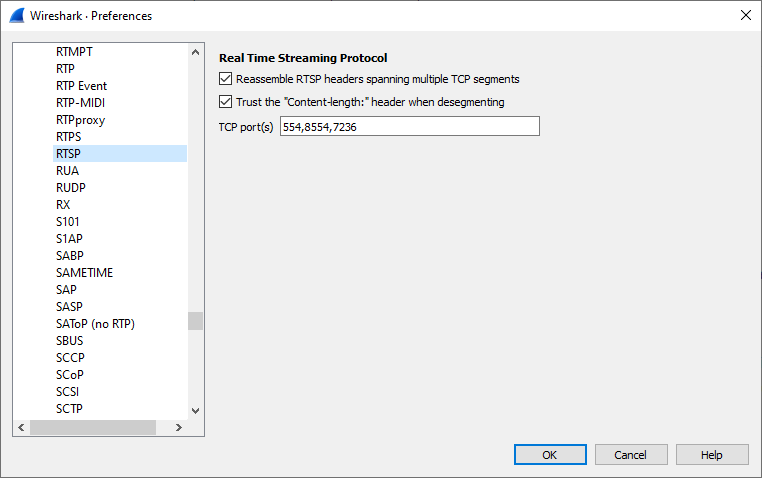 Wireshark · Preferences
RTMPT
RTP
RTP Event
RTP-MIDI
RTPproxy
RTPS
RTSP
RUA
RUDP
RX
S101
S1AP
SABP
SAMETIME
SAP
SASP
SAToP (no RTP)
SBUS
SCCP
SCoP
SCSI
SCTP
Real Time Streaming Protocol
Reassemble RTSP headers spanning multiple TCP segments
Trust the "Content-length:" header when desegmenting
TCP port(s) 554,8554,7236
OK Cancel Help